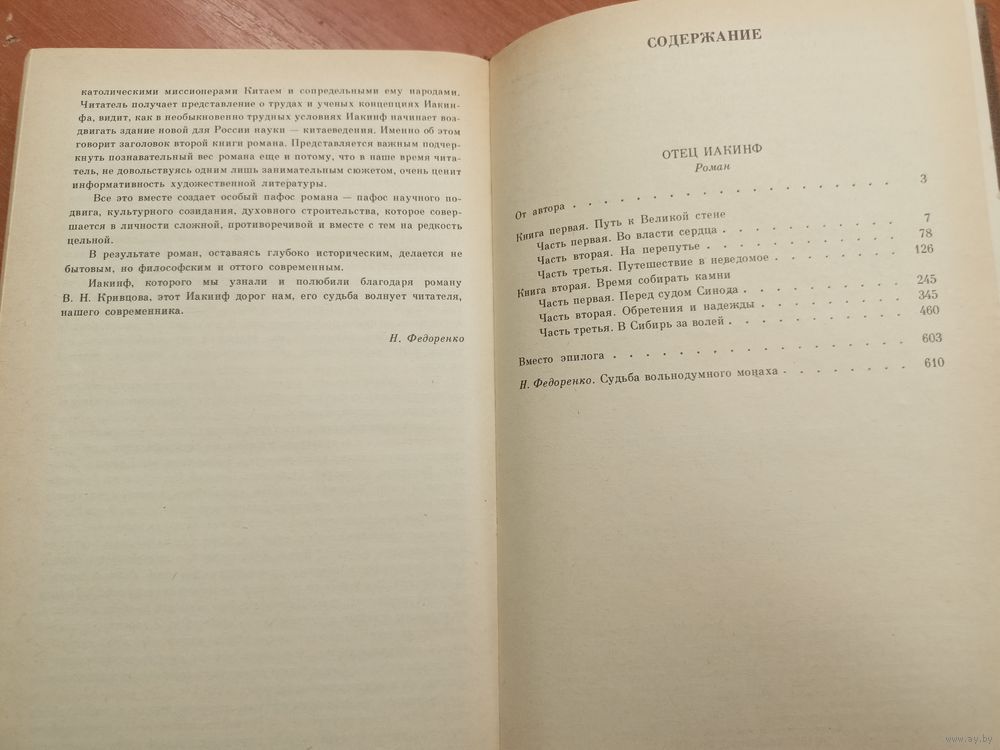 католическими миссионерами Китаем и сопредельными ему народами.
Читатель получает представление о трудах и ученых концепциях Иакин-
фа, видит, как в необыкновенно трудных условиях Иакинф начинает воз-
двигать здание новой для России науки — китаеведения. Именно об этом
говорит заголовок второй книги романа. Представляется важным подчер-
кнуть познавательный вес романа еще и потому, что в наше время чита-
тель, не довольствуясь одним лишь занимательным сюжетом, очень ценит
информативность художественной литературы.
Все это вместе создает особый пафос романа — пафос научного по-
двига, культурного созидания, духовного строительства, которое совер-
шается в личности сложной, противоречивой и вместе с тем на редкость
цельной.
В результате роман, оставаясь глубоко историческим, делается не
бытовым, но философским и оттого современным.
Иакинф, которого мы узнали и полюбили благодаря роману
В. Н. Кривцова, этот Иакинф дорог нам, его судьба волнует читателя,
нашего современника.
Н. Федоренко
СОДЕРЖАНИЕ
ОТЕЦ ИАКИНФ
Роман
От автора . . . . . . . . . . . . . . . . . 3
Книга первая. Путь к Великой стене
Часть первая. Во власти сердца . . . . . . . . . . 7
Часть вторая. На перепутье . . . . . . . . . . . 78
Часть третья. Путешествие в неведомое . . . . . . . 126
Книга вторая. Время собирать камни
Часть первая. Перед судом Синода . . . . . . . . . 245
Часть вторая. Обретения и надежды . . . . . . . . 345
Часть третья. В Сибирь за волей . . . . . . . . . . 460
Вместо эпилога . . . . . . . . . . . . . . . . 603
Н. Федоренко. Судьба вольнодумного монаха . . . . . . . . 610
www.ay.by